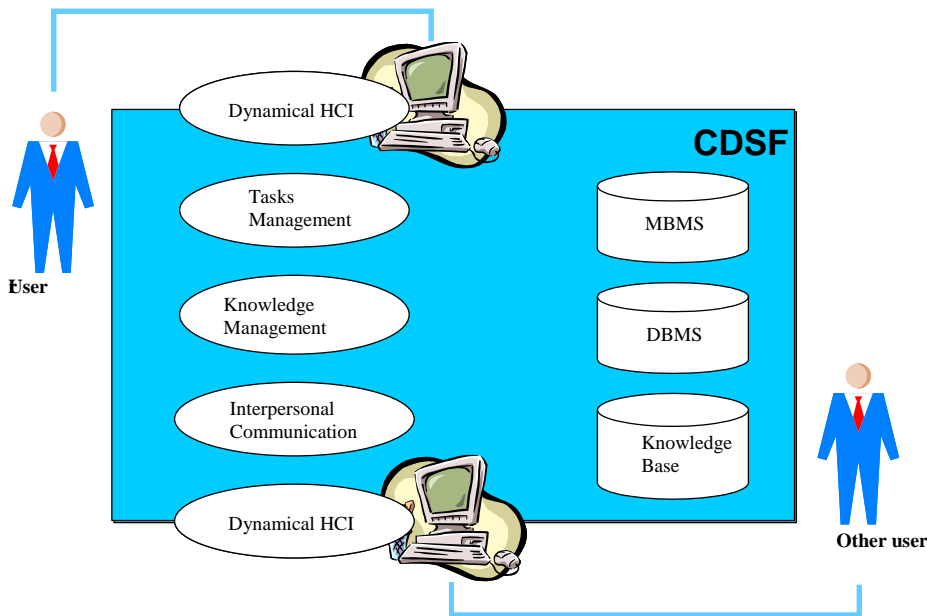 Dynamical HCI
CDSF
Tasks
Management
MBMS
User
Knowledge
Management
DBMS
Interpersonal
Communication
Knowledge
Base
Dynamical HCI
Other user